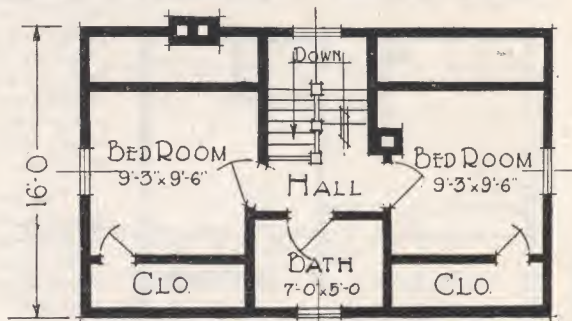 DOWN
16'-0
BED ROOM
9'-3" x 9'-6"
BED ROOM
9'-3" x 9'-6"
HALL
BATH
7'-0" x 5'-0
CLO.
CLO.